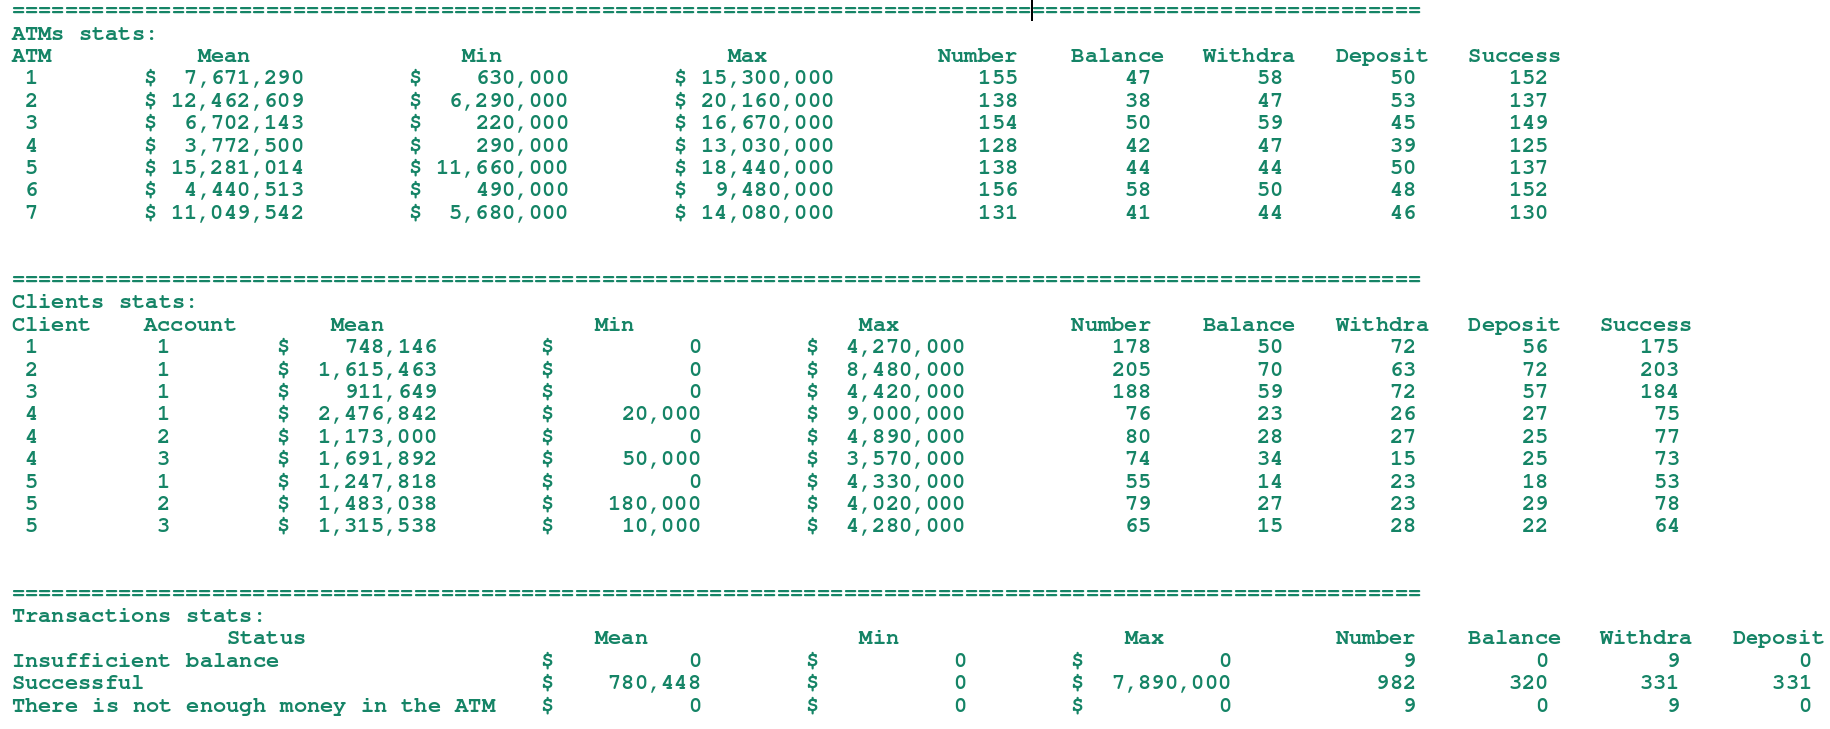 ==========================================================================================================
ATMs stats:
ATM Mean Min Max Number Balance Withdra Deposit Success
1 $ 7,671,290 $ 630,000 $ 15,300,000 155 47 58 50 152
2 $ 12,462,609 $ 6,290,000 $ 20,160,000 138 38 47 53 137
3 $ 6,702,143 $ 220,000 $ 16,670,000 154 50 59 45 149
4 $ 3,772,500 $ 290,000 $ 13,030,000 128 42 47 39 125
5 $ 15,281,014 $ 11,660,000 $ 18,440,000 138 44 44 50 137
6 $ 4,440,513 $ 490,000 $ 9,480,000 156 58 50 48 152
7 $ 11,049,542 $ 5,680,000 $ 14,080,000 131 41 44 46 130
==========================================================================================================
Clients stats:
Client Account Mean Min Max Number Balance Withdra Deposit Success
1 1 $ 748,146 $ 0 $ 4,270,000 178 50 72 56 175
2 1 $ 1,615,463 $ 0 $ 8,480,000 205 70 63 72 203
3 1 $ 911,649 $ 0 $ 4,420,000 188 59 72 57 184
4 1 $ 2,476,842 $ 20,000 $ 9,000,000 76 23 26 27 75
4 2 $ 1,173,000 $ 0 $ 4,890,000 80 28 27 25 77
4 3 $ 1,691,892 $ 50,000 $ 3,570,000 74 34 15 25 73
5 1 $ 1,247,818 $ 0 $ 4,330,000 55 14 23 18 53
5 2 $ 1,483,038 $ 180,000 $ 4,020,000 79 27 23 29 78
5 3 $ 1,315,538 $ 10,000 $ 4,280,000 65 15 28 22 64
==========================================================================================================
Transactions stats:
Status Mean Min Max Number Balance Withdra Deposit
Insufficient balance $ 0 $ 0 $ 0 9 0 9 0
Successful $ 780,448 $ 0 $ 7,890,000 982 320 331 331
There is not enough money in the ATM $ 0 $ 0 $ 0 9 0 9 0